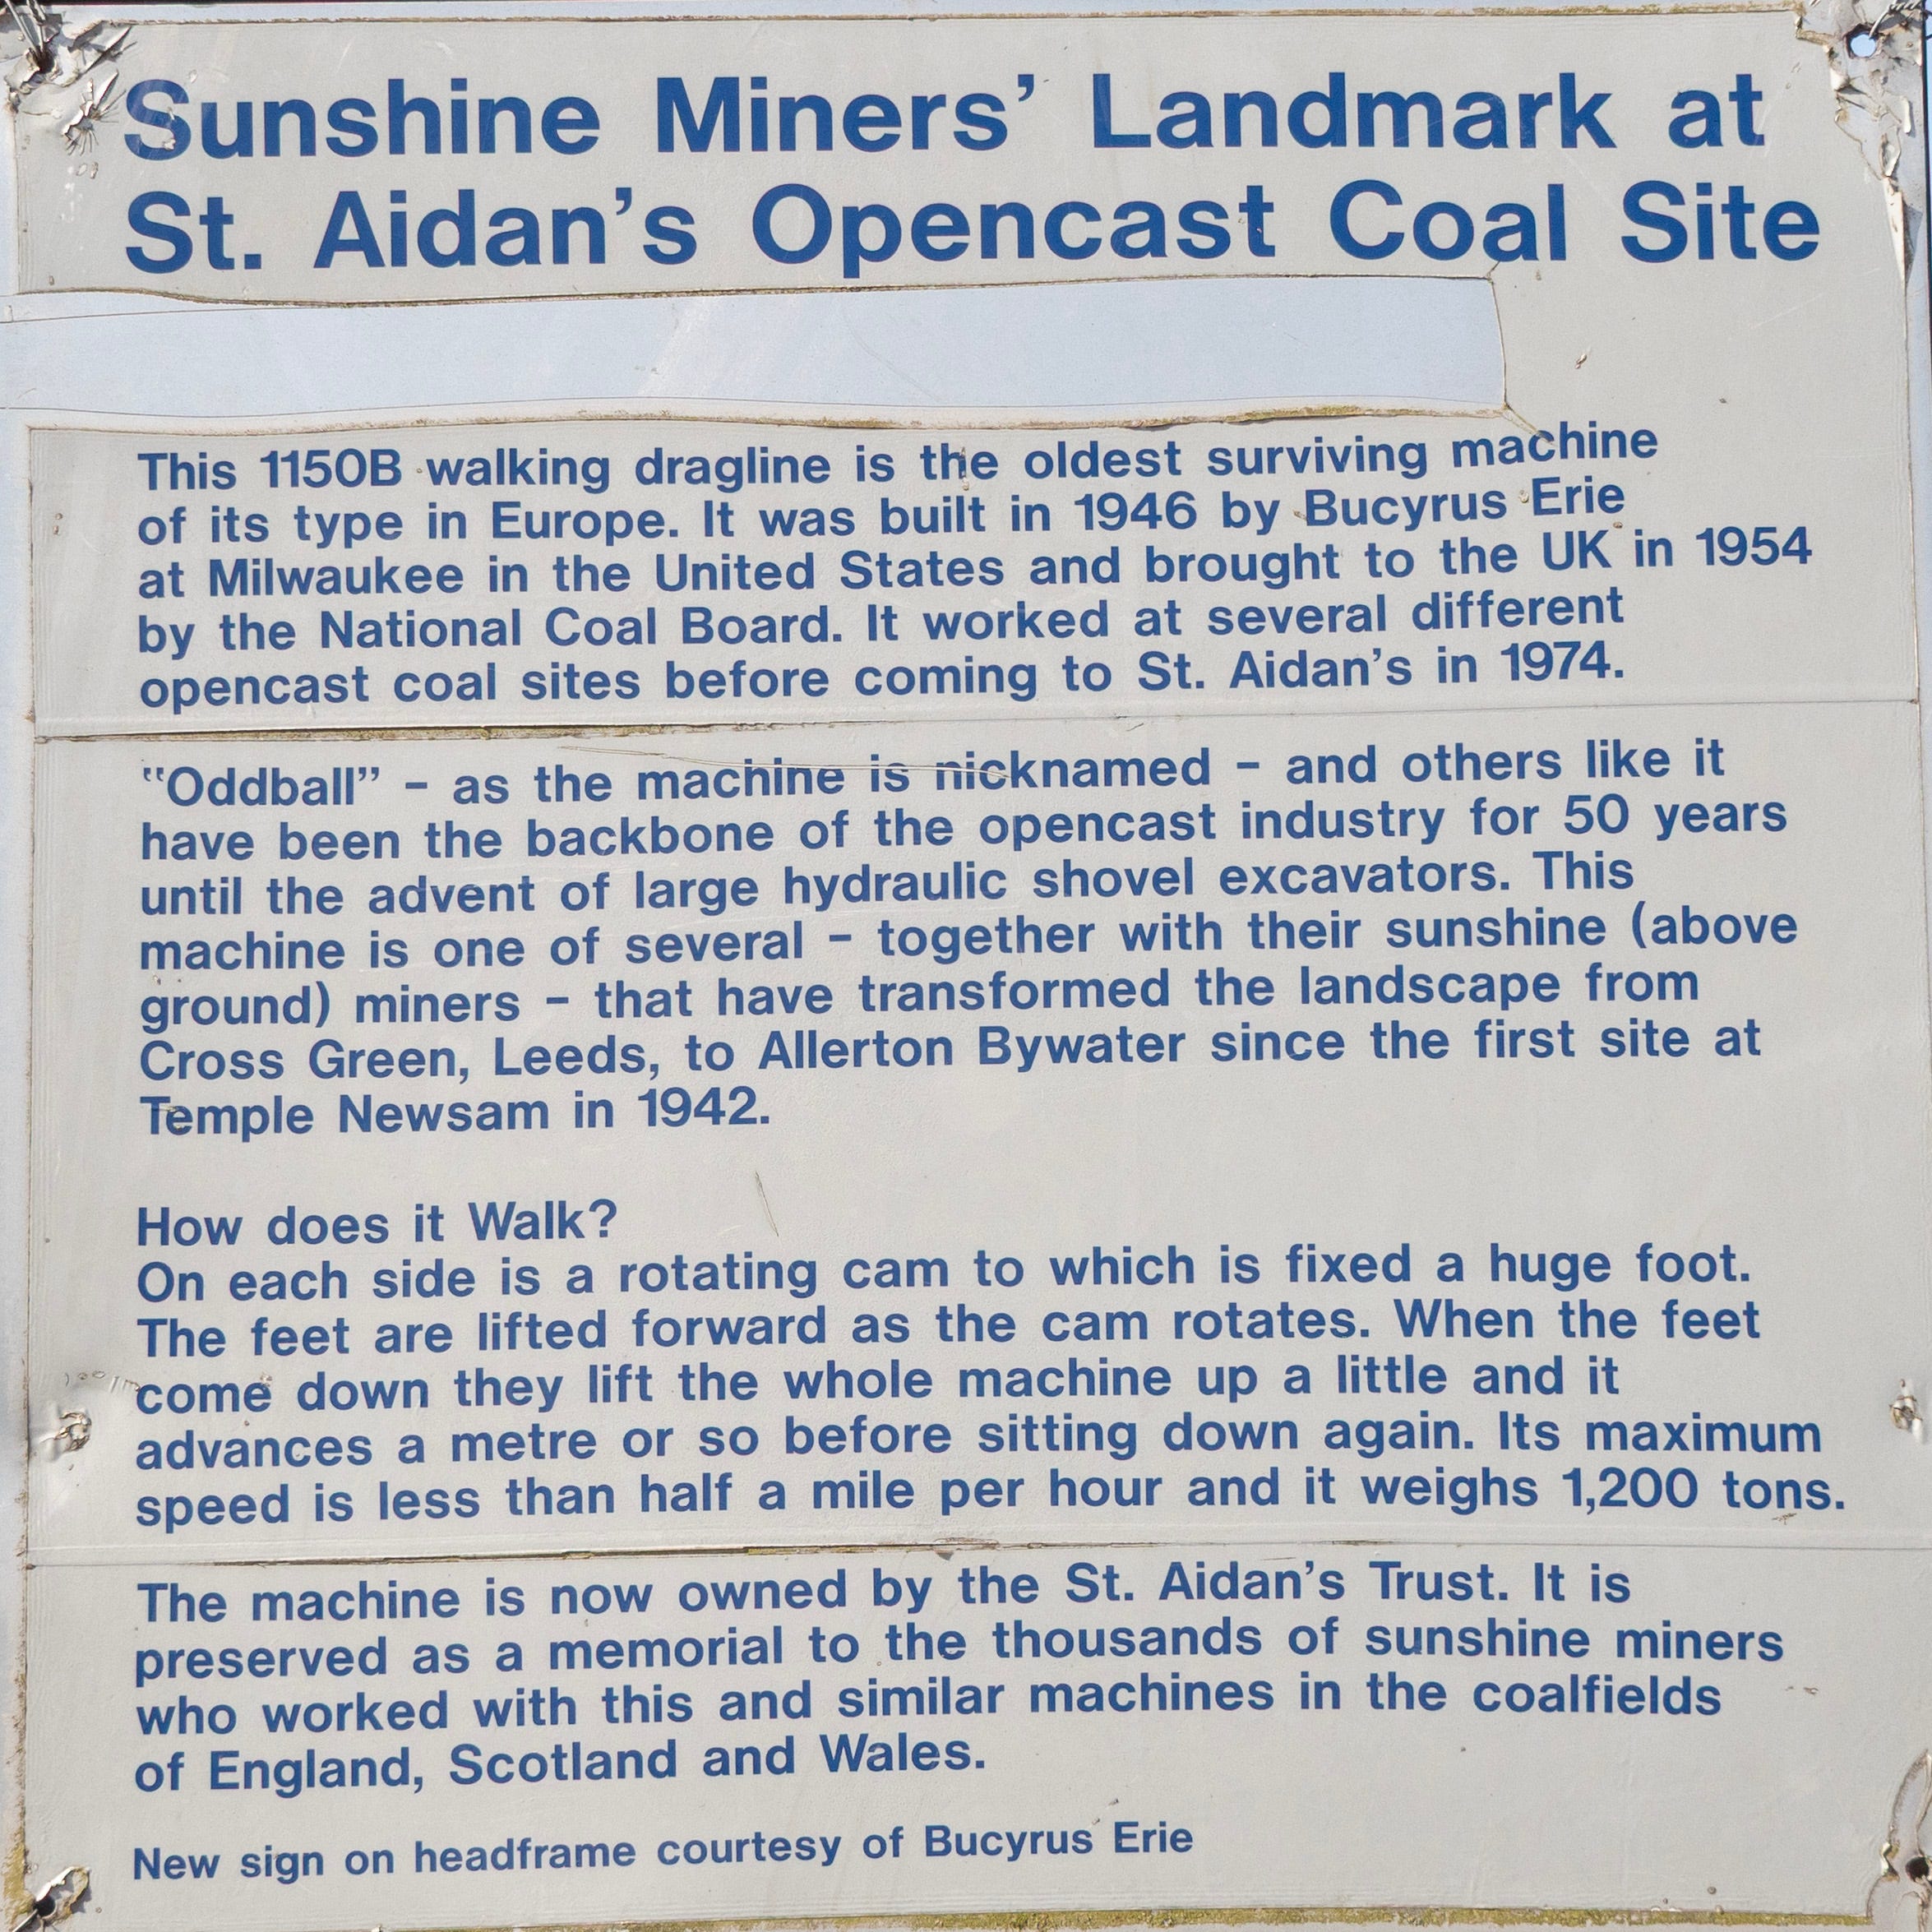 Sunshine Miners’ Landmark at
St. Aidan’s Opencast Coal Site
This 1150B walking dragline is the oldest surviving machine
of its type in Europe. It was built in 1946 by Bucyrus Erie
at Milwaukee in the United States and brought to the UK in 1954
by the National Coal Board. It worked at several different
opencast coal sites before coming to St. Aidan’s in 1974.
“Oddball” – as the machine is nicknamed – and others like it
have been the backbone of the opencast industry for 50 years
until the advent of large hydraulic shovel excavators. This
machine is one of several – together with their sunshine (above
ground) miners – that have transformed the landscape from
Cross Green, Leeds, to Allerton Bywater since the first site at
Temple Newsam in 1942.
How does it Walk?
On each side is a rotating cam to which is fixed a huge foot.
The feet are lifted forward as the cam rotates. When the feet
come down they lift the whole machine up a little and it
advances a metre or so before sitting down again. Its maximum
speed is less than half a mile per hour and it weighs 1,200 tons.
The machine is now owned by the St. Aidan’s Trust. It is
preserved as a memorial to the thousands of sunshine miners
who worked with this and similar machines in the coalfields
of England, Scotland and Wales.
New sign on headframe courtesy of Bucyrus Erie